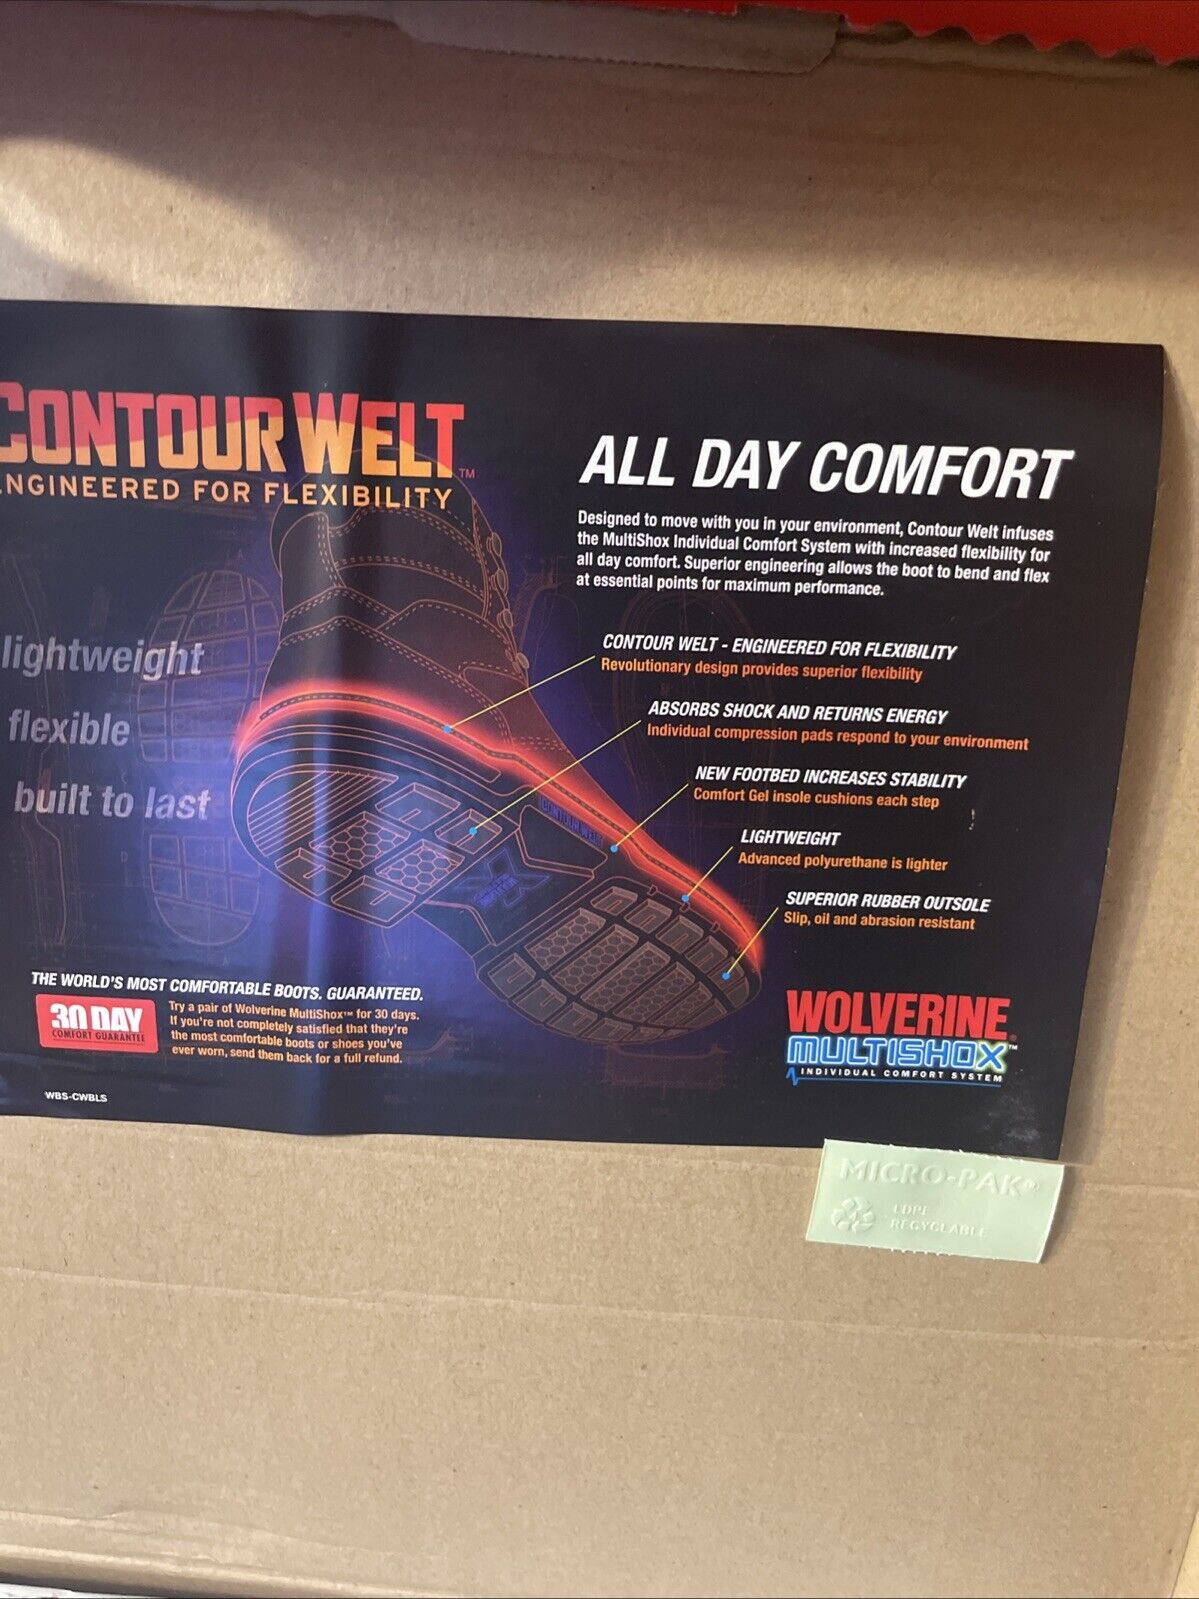 CONTOUR WELT™
ENGINEERED FOR FLEXIBILITY
lightweight
flexible
built to last
ALL DAY COMFORT
Designed to move with you in your environment, Contour Welt infuses
the MultiShox Individual Comfort System with increased flexibility for
all day comfort. Superior engineering allows the boot to bend and flex
at essential points for maximum performance.
CONTOUR WELT - ENGINEERED FOR FLEXIBILITY
Revolutionary design provides superior flexibility
ABSORBS SHOCK AND RETURNS ENERGY
Individual compression pads respond to your environment
NEW FOOTBED INCREASES STABILITY
Comfort Gel insole cushions each step
LIGHTWEIGHT
Advanced polyurethane is lighter
SUPERIOR RUBBER OUTSOLE
Slip, oil and abrasion resistant
CONTOUR WELT
THE WORLD'S MOST COMFORTABLE BOOTS. GUARANTEED.
30 DAY
COMFORT GUARANTEE
Try a pair of Wolverine MultiShox™ for 30 days.
If you're not completely satisfied that they're
the most comfortable boots or shoes you've
ever worn, send them back for a full refund.
WBS-CWBLS
WOLVERINE®
MULTISHOX™
INDIVIDUAL COMFORT SYSTEM
MICRO-PAK®
LDPE
RECYCLABLE